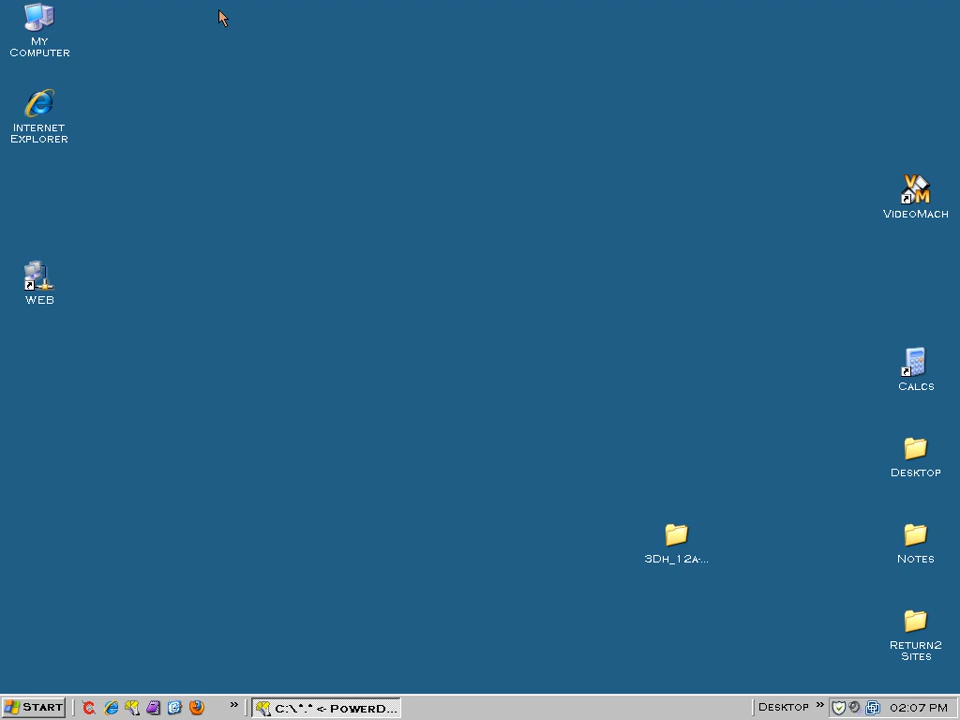 My
Computer
Internet
Explorer
VideoMach
WEB
Calcs
Desktop
3Dh_12a-...
Notes
Return2
Sites
Start
»
C:\*.* <- PowerD...
Desktop »
02:07 PM